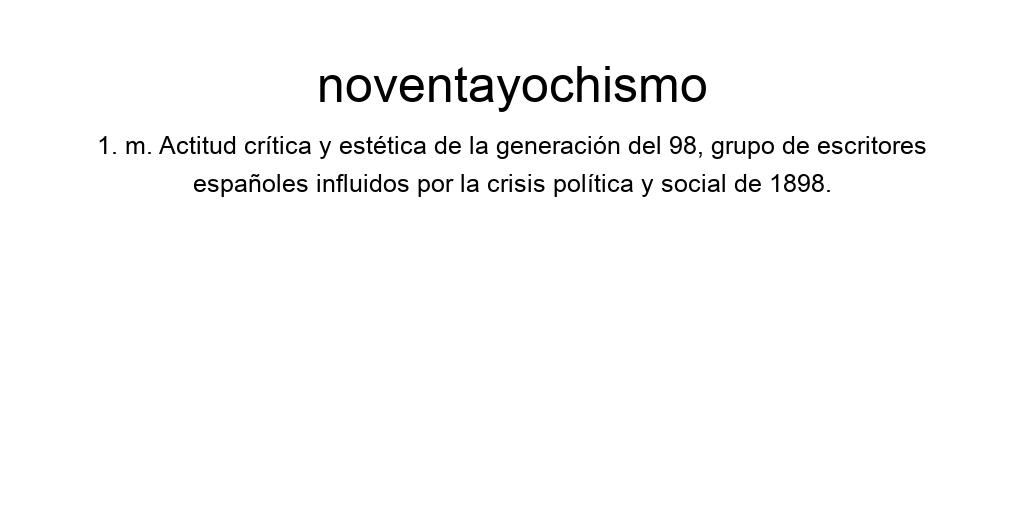 noventayochismo
1. m. Actitud crítica y estética de la generación del 98, grupo de escritores
españoles influidos por la crisis política y social de 1898.